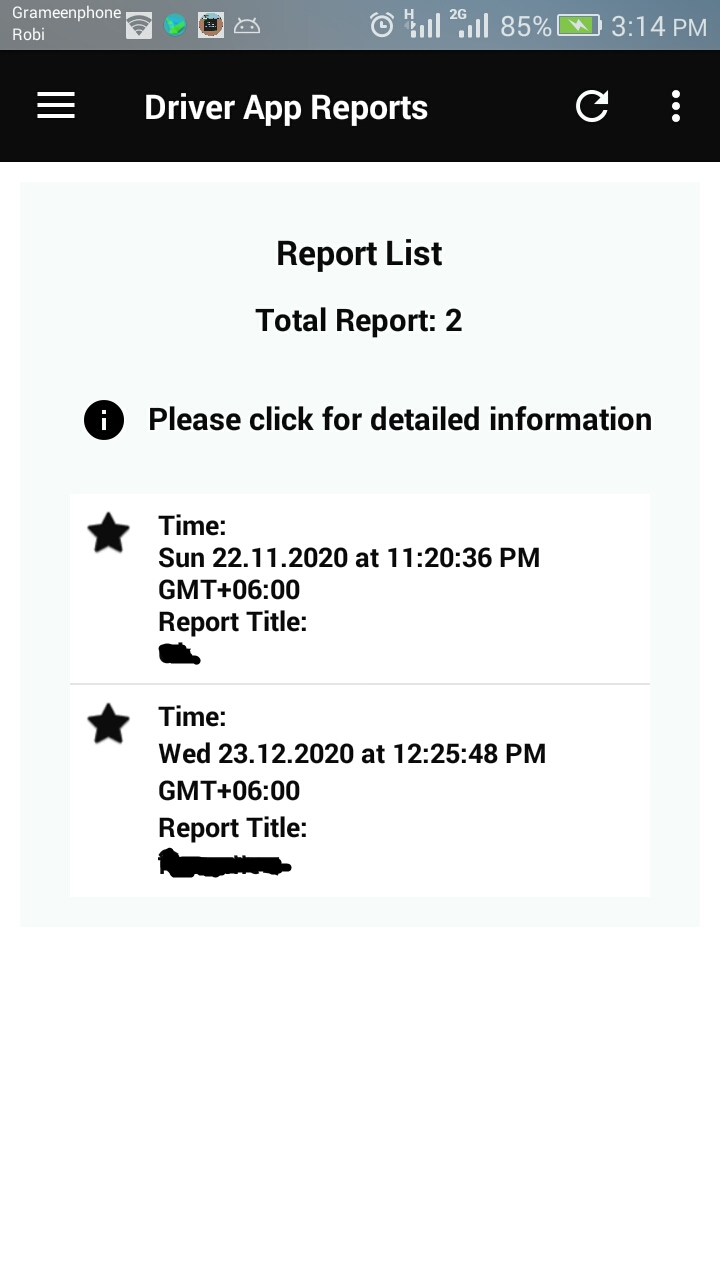 Grameenphone
Robi
H
2G
85%
3:14 PM
Driver App Reports
Report List
Total Report: 2
Please click for detailed information
Time:
Sun 22.11.2020 at 11:20:36 PM
GMT+06:00
Report Title:
Time:
Wed 23.12.2020 at 12:25:48 PM
GMT+06:00
Report Title: